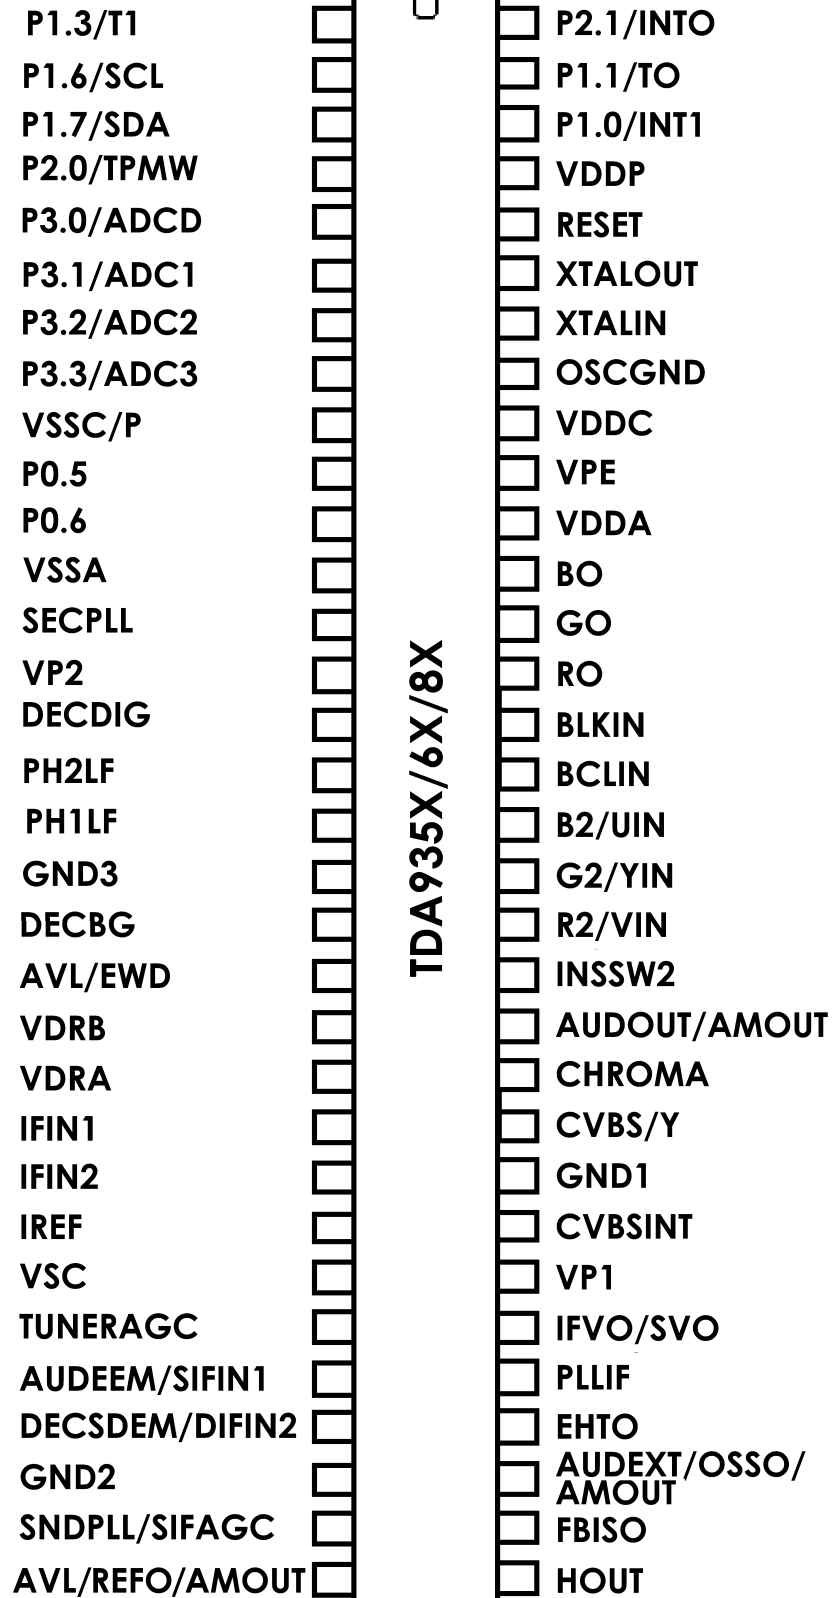 P1.3/T1
P1.6/SCL
P1.7/SDA
P2.0/TPMW
P3.0/ADCD
P3.1/ADC1
P3.2/ADC2
P3.3/ADC3
VSSC/P
P0.5
P0.6
VSSA
SECPLL
VP2
DECDIG
PH2LF
PH1LF
GND3
DECBG
AVL/EWD
VDRB
VDRA
IFIN1
IFIN2
IREF
VSC
TUNERAGC
AUDEEM/SIFIN1
DECSDEM/DIFIN2
GND2
SNDPLL/SIFAGC
AVL/REFO/AMOUT
TDA935X/6X/8X
P2.1/INTO
P1.1/TO
P1.0/INT1
VDDP
RESET
XTALOUT
XTALIN
OSCGND
VDDC
VPE
VDDA
BO
GO
RO
BLKIN
BCLIN
B2/UIN
G2/YIN
R2/VIN
INSSW2
AUDOUT/AMOUT
CHROMA
CVBS/Y
GND1
CVBSINT
VP1
IFVO/SVO
PLLIF
EHTO
AUDEXT/OSSO/
AMOUT
FBISO
HOUT